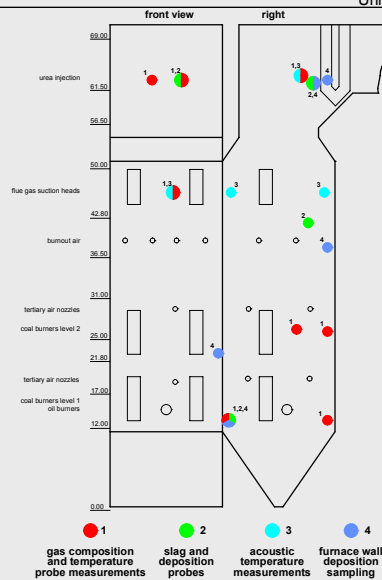 front view right
69.00
1 1,2 1,3 4
urea injection
2,4
61.50
56.50
50.00
flue gas suction heads 1,3 3 3
42.80
2
burnout air 4
36.50
31.00
tertiary air nozzles
coal burners level 2 1 1
25.00
4
21.80
tertiary air nozzles
17.00
coal burners level 1
oil burners 1,2,4 1
12.00
0.00
1 2 3 4
gas composition slag and acoustic furnace wall
and temperature deposition temperature deposition
probe measurements probes measurements sampling